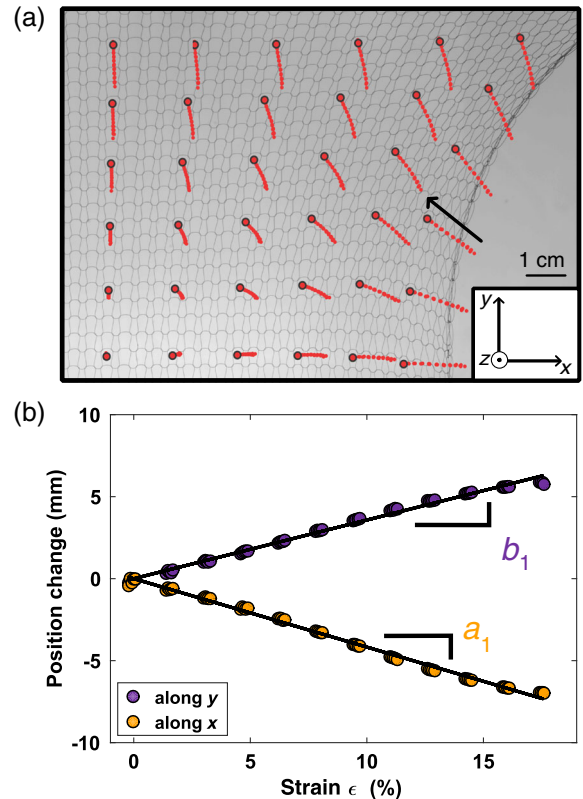 (a)
1 cm
y
z
x
(b)
10
5
0
-5
-10
Position change (mm)
b1
a1
along y
along x
0
5
10
15
Strain ϵ (%)